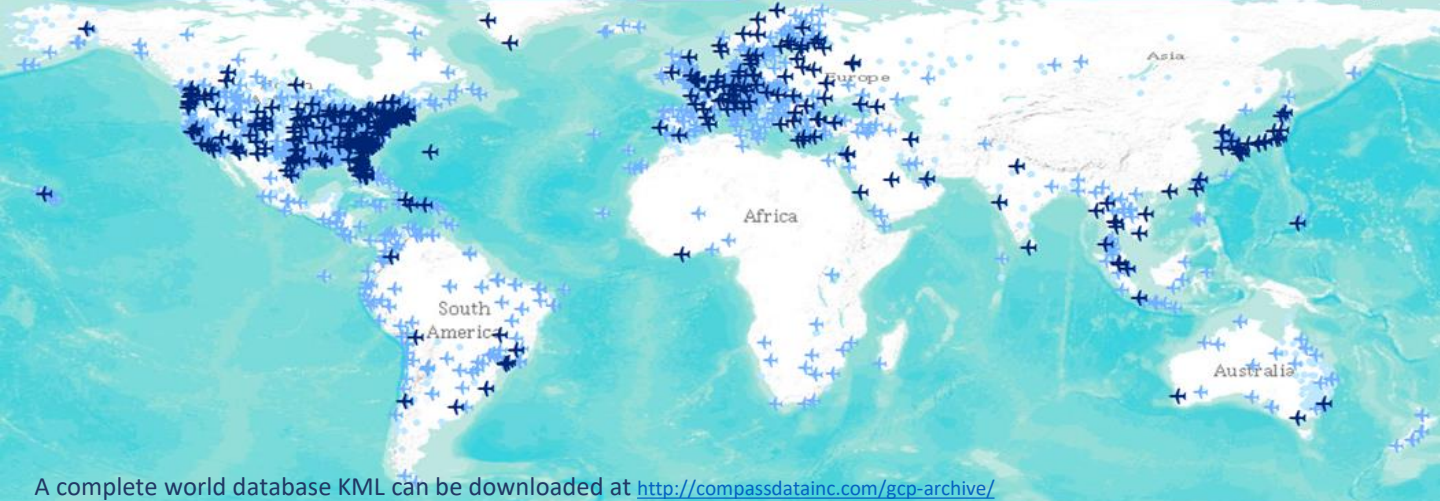 Asia
Europe
Africa
South
America
Australia
A complete world database KML can be downloaded at http://compassdatainc.com/gcp-archive/